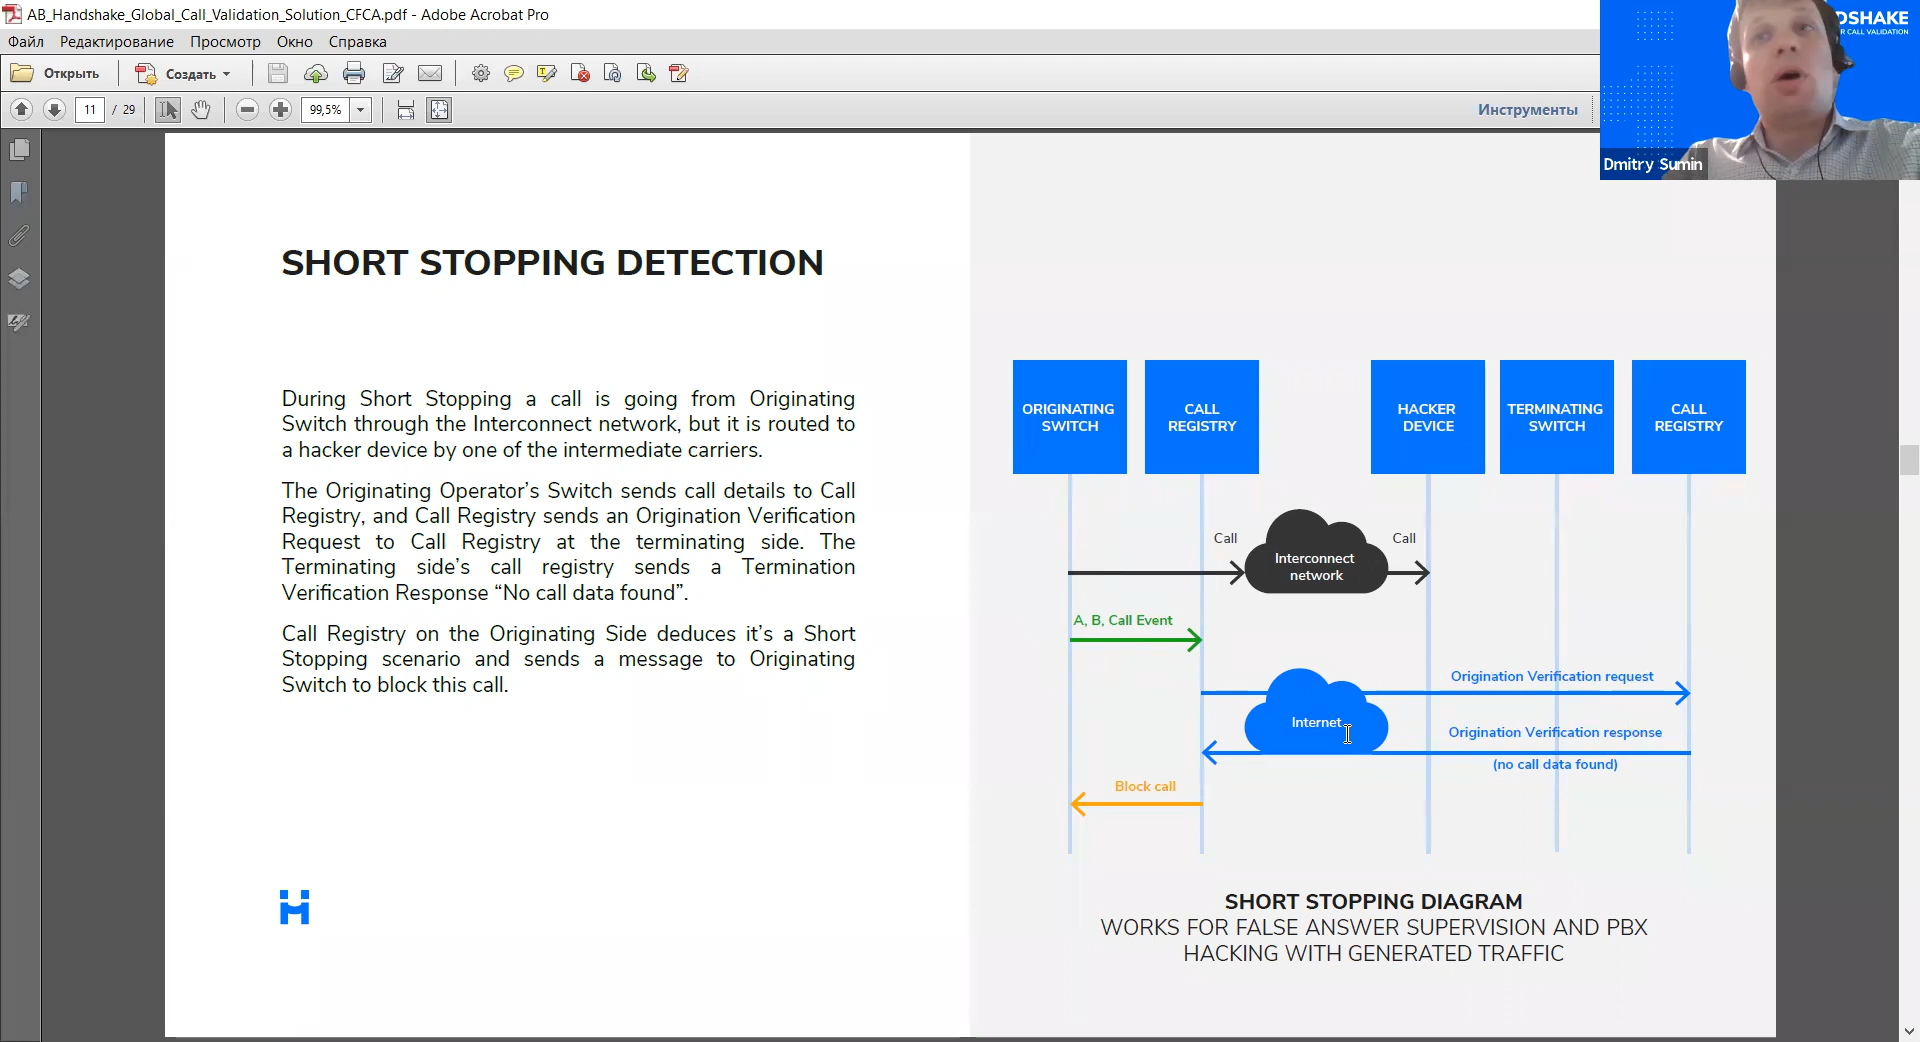 AB_Handshake_Global_Call_Validation_Solution_CFCA.pdf - Adobe Acrobat Pro
Файл Редактирование Просмотр Окно Справка
Открыть Создать
11 / 29 99,5% Инструменты
DSHAKE
R CALL VALIDATION
Dmitry Sumin
SHORT STOPPING DETECTION
During Short Stopping a call is going from Originating
Switch through the Interconnect network, but it is routed to
a hacker device by one of the intermediate carriers.
The Originating Operator’s Switch sends call details to Call
Registry, and Call Registry sends an Origination Verification
Request to Call Registry at the terminating side. The
Terminating side’s call registry sends a Termination
Verification Response “No call data found”.
Call Registry on the Originating Side deduces it’s a Short
Stopping scenario and sends a message to Originating
Switch to block this call.
ORIGINATING
SWITCH
CALL
REGISTRY
HACKER
DEVICE
TERMINATING
SWITCH
CALL
REGISTRY
Call
Interconnect
network
Call
A, B, Call Event
Origination Verification request
Internet
Origination Verification response
(no call data found)
Block call
SHORT STOPPING DIAGRAM
WORKS FOR FALSE ANSWER SUPERVISION AND PBX
HACKING WITH GENERATED TRAFFIC